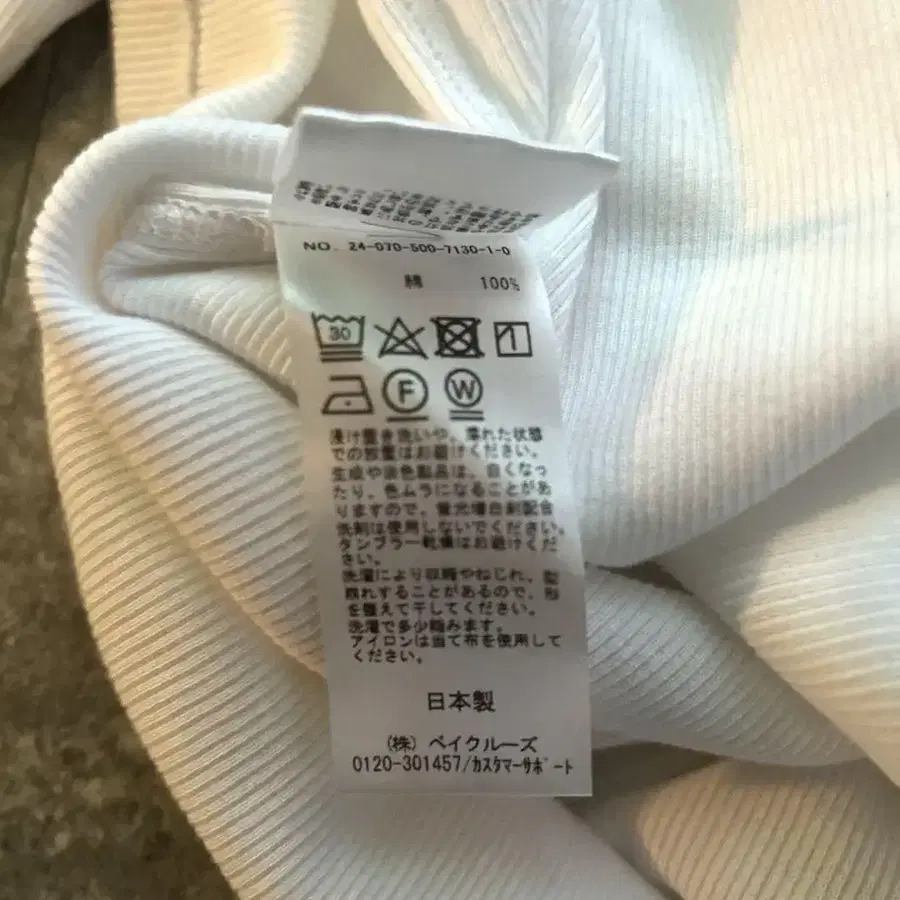 NO. 24-070-500-7130-1-0
綿 100%
30
1
F W
浸け置き洗いや、濡れた状態
での放置はお避けください。
生成や淡色製品は、白くなっ
たり、色ムラになることがあ
りますので、蛍光増白剤配合
洗剤は使用しないでください。
タンブラー乾燥はお避けくだ
さい。
洗濯により収縮やねじれ、型
崩れすることがあるので、形
を整えて干してください。
洗濯で多少縮みます。
アイロンは当て布を使用して
ください。
日本製
(株) ベイクルーズ
0120-301457/カスタマーサポート